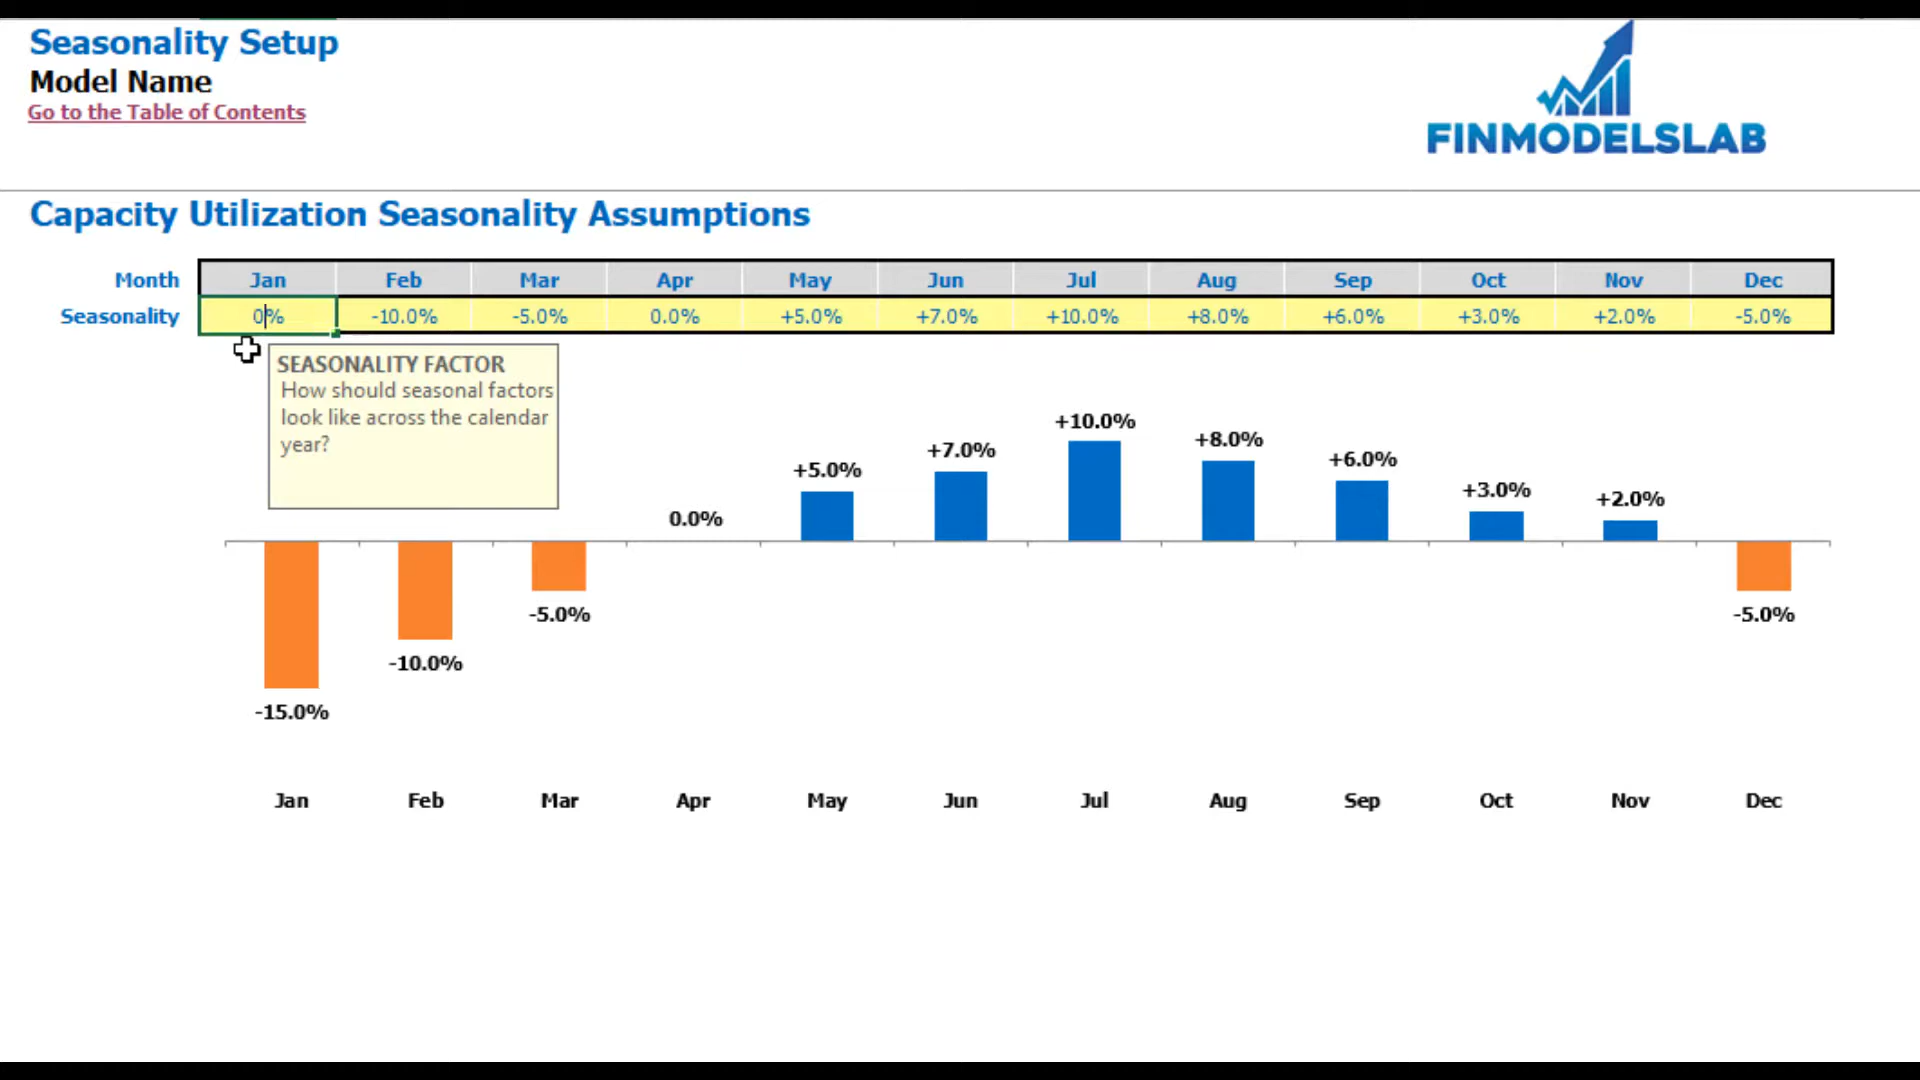 Seasonality Setup
Model Name
Go to the Table of Contents
FINMODELSLAB
Capacity Utilization Seasonality Assumptions
Month Jan Feb Mar Apr May Jun Jul Aug Sep Oct Nov Dec
Seasonality 0% -10.0% -5.0% 0.0% +5.0% +7.0% +10.0% +8.0% +6.0% +3.0% +2.0% -5.0%
SEASONALITY FACTOR
How should seasonal factors
look like across the calendar
year?
-15.0% -10.0% -5.0% 0.0% +5.0% +7.0% +10.0% +8.0% +6.0% +3.0% +2.0% -5.0%
Jan Feb Mar Apr May Jun Jul Aug Sep Oct Nov Dec